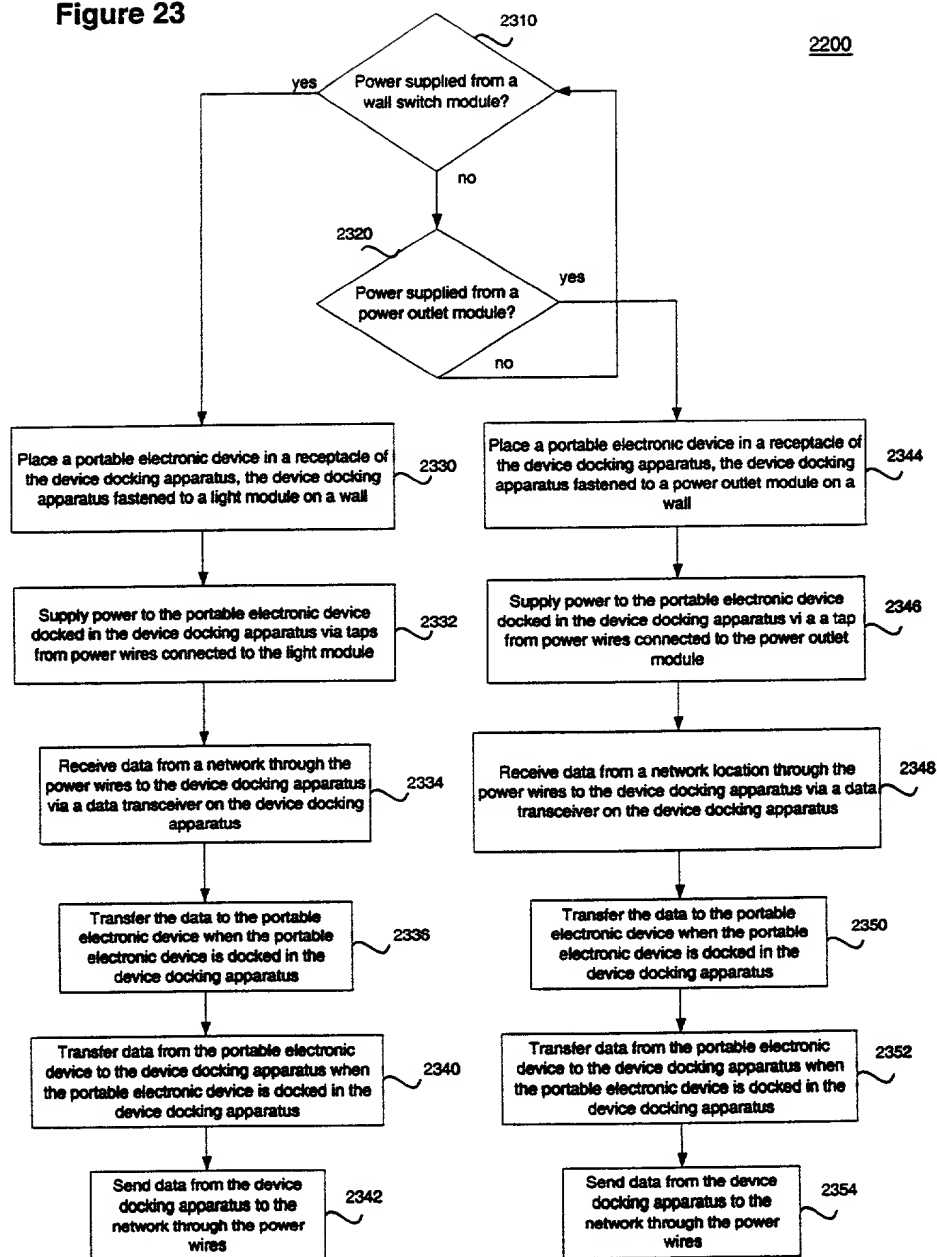 Figure 23
2310
2200
Power supplied from a
wall switch module?
yes
no
2320
Power supplied from a
power outlet module?
yes
no
Place a portable electronic device in a receptacle of
the device docking apparatus, the device docking
apparatus fastened to a light module on a wall
2330
Supply power to the portable electronic device
docked in the device docking apparatus via taps
from power wires connected to the light module
2332
Receive data from a network through the
power wires to the device docking apparatus
via a data transceiver on the device docking
apparatus
2334
Transfer the data to the portable
electronic device when the portable
electronic device is docked in the
device docking apparatus
2336
Transfer data from the portable electronic
device to the device docking apparatus when
the portable electronic device is docked in the
device docking apparatus
2340
Send data from the device
docking apparatus to the
network through the power
wires
2342
Place a portable electronic device in a receptacle of
the device docking apparatus, the device docking
apparatus fastened to a power outlet module on a
wall
2344
Supply power to the portable electronic device
docked in the device docking apparatus vi a a tap
from power wires connected to the power outlet
module
2346
Receive data from a network location through the
power wires to the device docking apparatus via a data
transceiver on the device docking apparatus
2348
Transfer the data to the portable
electronic device when the portable
electronic device is docked in the
device docking apparatus
2350
Transfer data from the portable electronic
device to the device docking apparatus when
the portable electronic device is docked in the
device docking apparatus
2352
Send data from the device
docking apparatus to the
network through the power
wires
2354